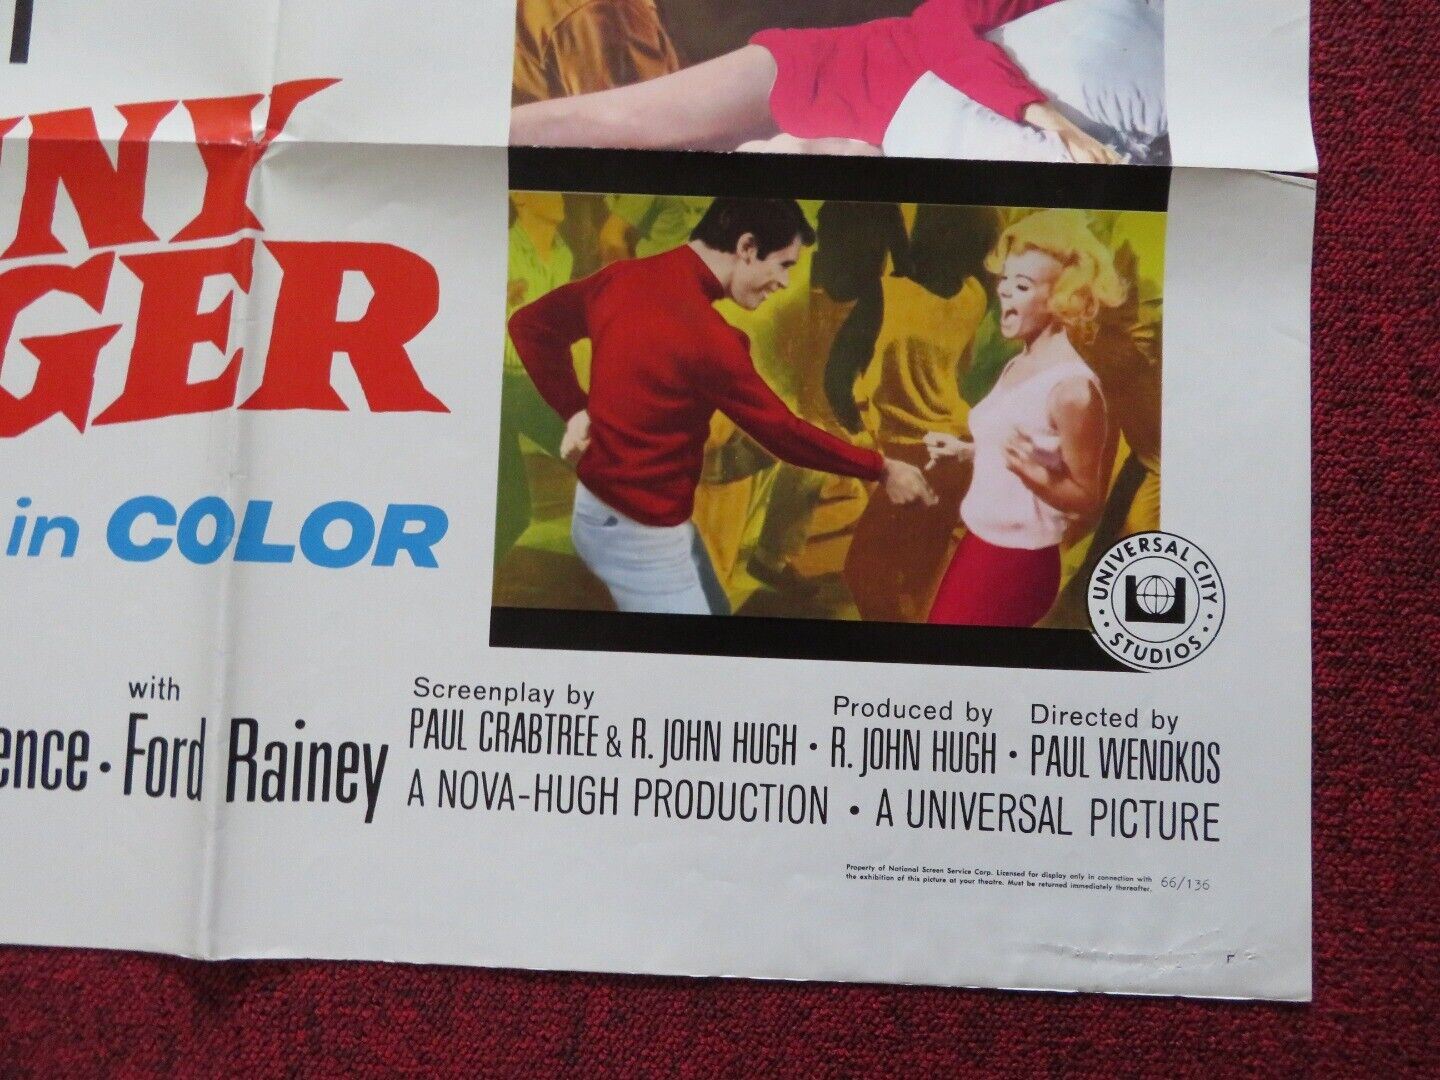 NNY
GER
in COLOR
UNIVERSAL CITY
STUDIOS
with
Ford Rainey
Screenplay by
PAUL CRABTREE & R. JOHN HUGH •
Produced by
R. JOHN HUGH •
Directed by
PAUL WENDKOS
A NOVA-HUGH PRODUCTION • A UNIVERSAL PICTURE
Property of National Screen Service Corp. Licensed for display only in connection with
the exhibition of this picture at your theatre. Must be returned immediately thereafter.
66/136